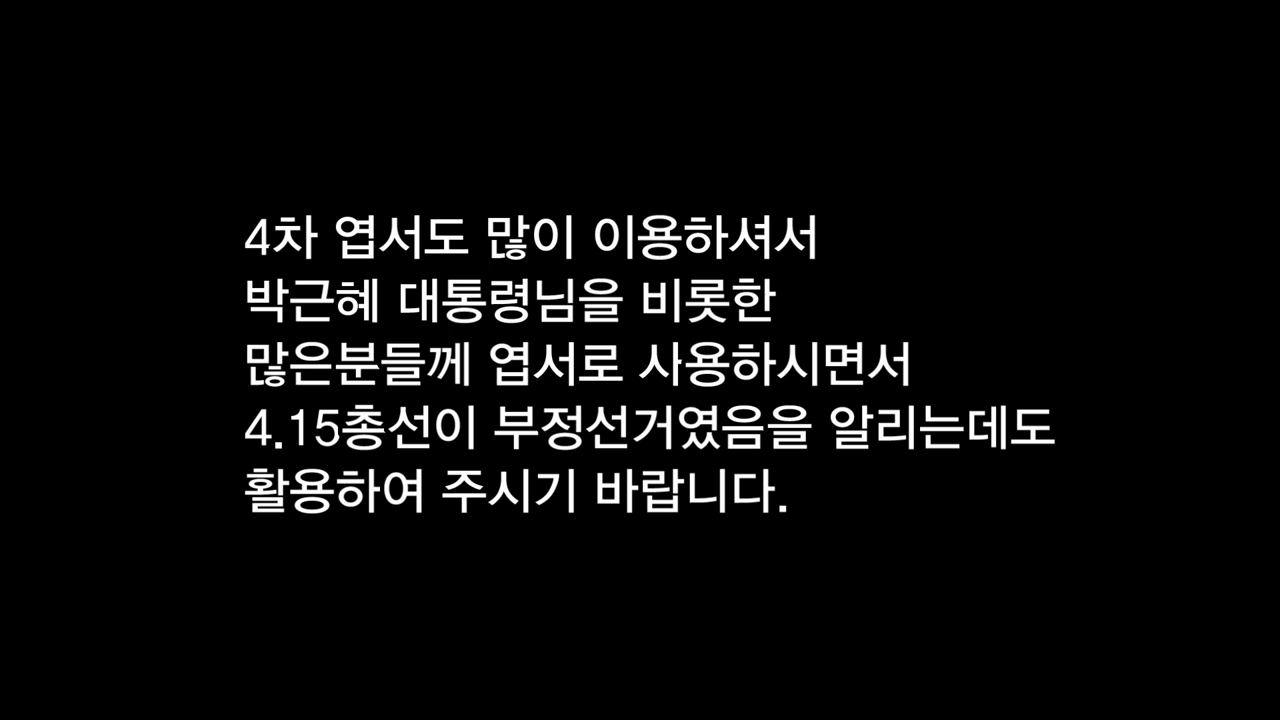 4차 엽서도 많이 이용하셔서
박근혜 대통령님을 비롯한
많은분들께 엽서로 사용하시면서
4.15총선이 부정선거였음을 알리는데도
활용하여 주시기 바랍니다.